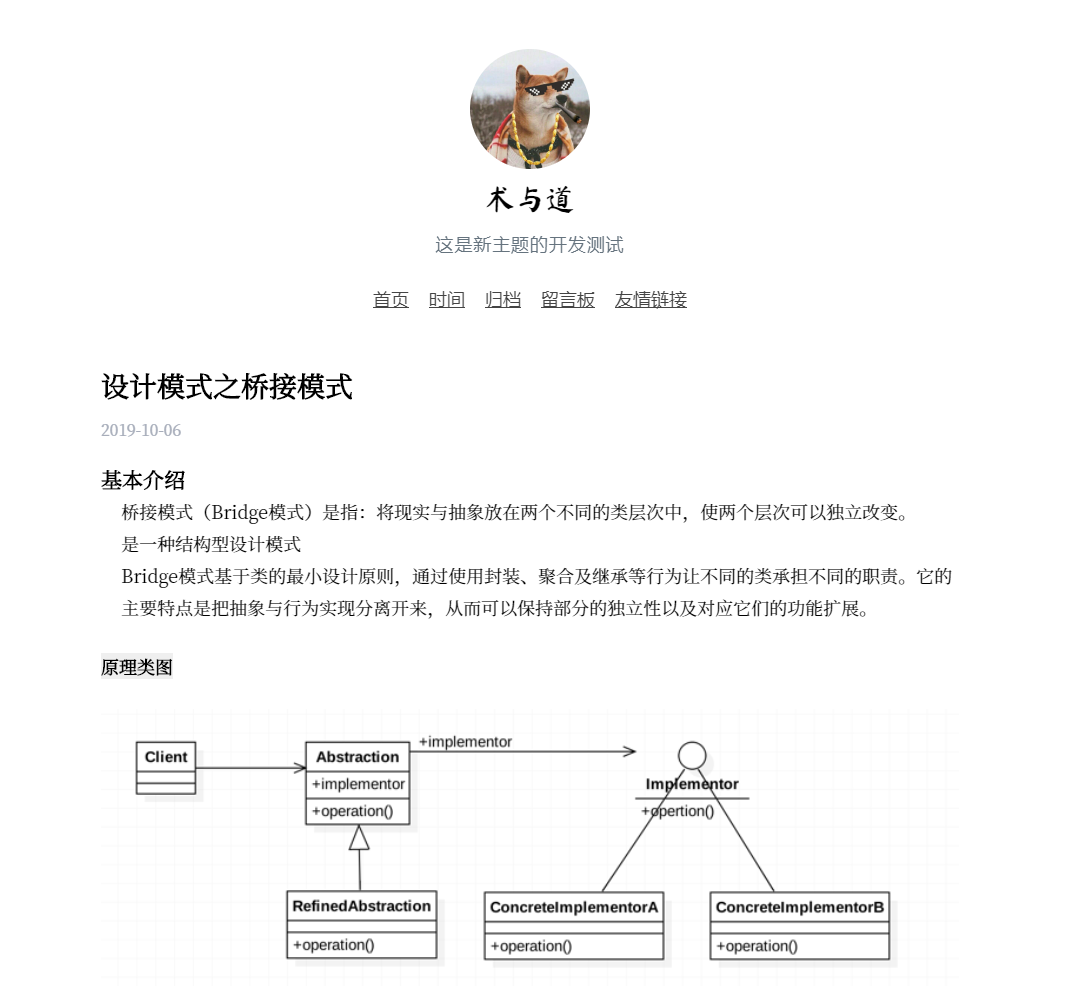 术与道
这是新主题的开发测试
首页 时间 归档 留言板 友情链接
设计模式之桥接模式
2019-10-06
基本介绍
桥接模式（Bridge模式）是指：将现实与抽象放在两个不同的类层次中，使两个层次可以独立改变。
是一种结构型设计模式
Bridge模式基于类的最小设计原则，通过使用封装、聚合及继承等行为让不同的类承担不同的职责。它的
主要特点是把抽象与行为实现分离开来，从而可以保持部分的独立性以及对应它们的功能扩展。
原理类图
+implementor
Client
Abstraction
+implementor
+operation()
Implementor
+opertion()
RefinedAbstraction
+operation()
ConcreteImplementorA
+operation()
ConcreteImplementorB
+operation()